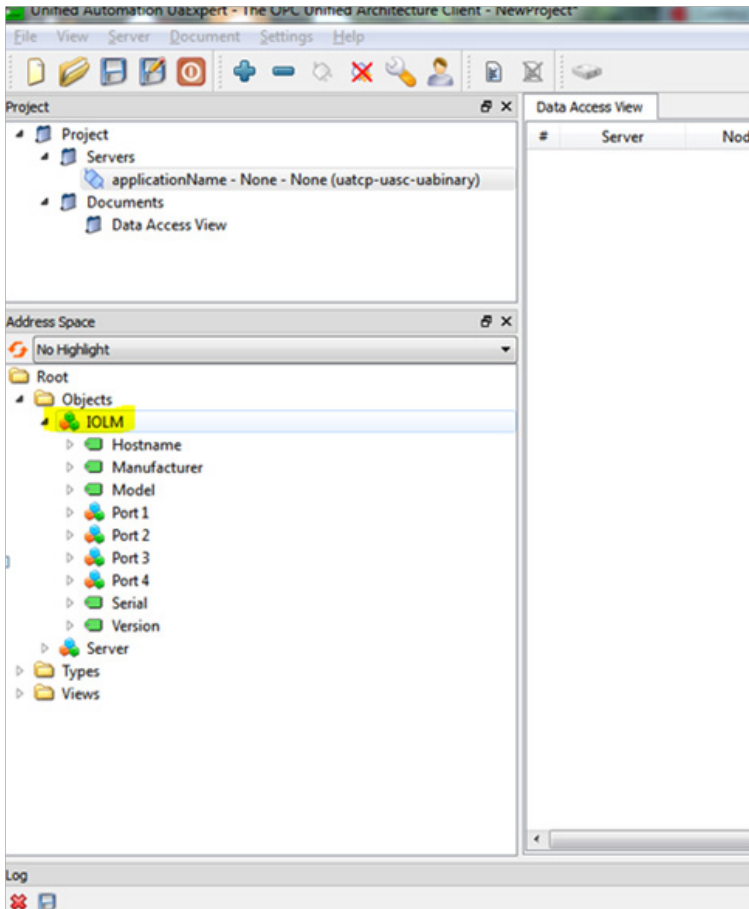 Unified Automation UaExpert - The OPC Unified Architecture Client - NewProject*
File View Server Document Settings Help
Project
Data Access View
# Server Nod
Project
Servers
applicationName - None - None (uatcp-uasc-uabinary)
Documents
Data Access View
Address Space
No Highlight
Root
Objects
IOLM
Hostname
Manufacturer
Model
Port 1
Port 2
Port 3
Port 4
Serial
Version
Server
Types
Views
Log